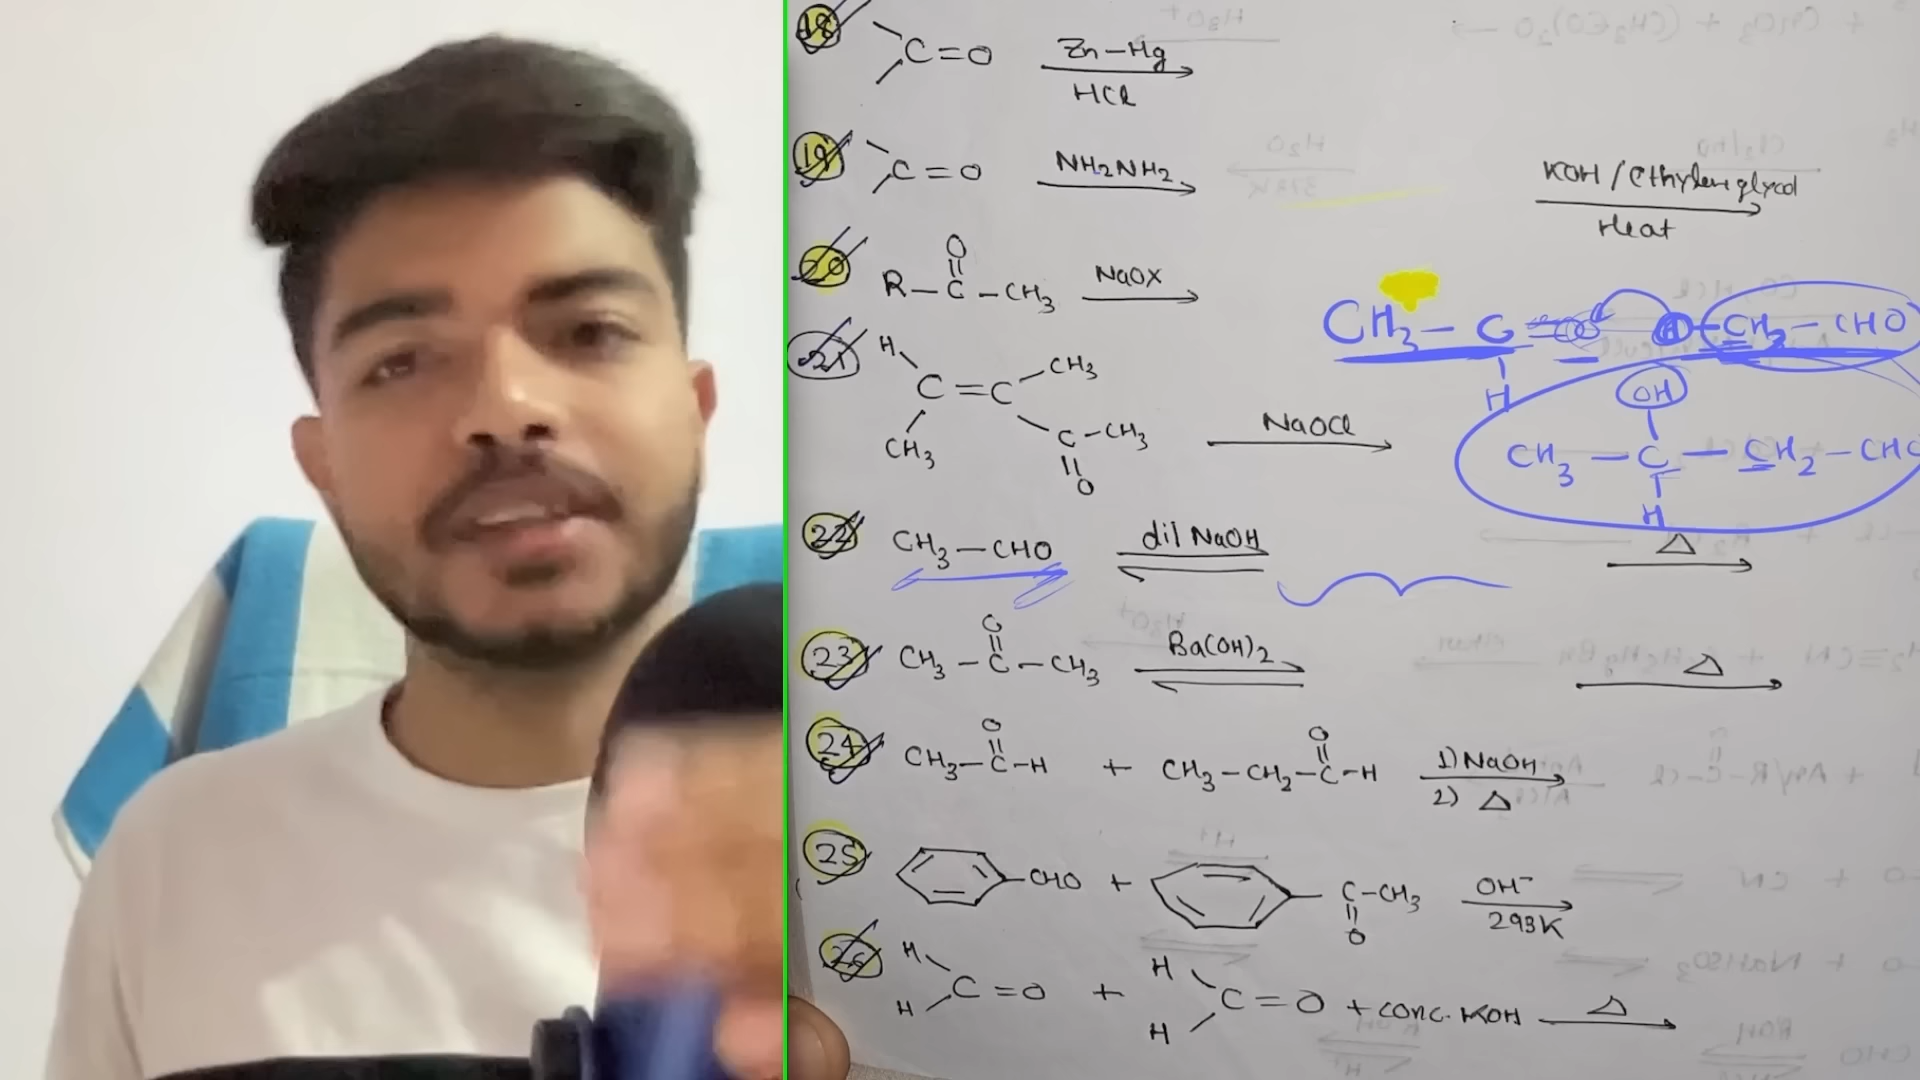 18 C=O Zn-Hg
HCl
19 C=O NH2NH2 KOH/Ethylene glycol
Heat
20 O
R-C-CH3 NaOX
CH3-C=O H-CH2-CHO
H
21 H
C=C CH3
CH3 C-CH3
O
NaOCl
OH
CH3-C-CH2-CHO
H
22 CH3-CHO dil NaOH Δ
23 O
CH3-C-CH3 Ba(OH)2 Δ
24 O O
CH3-C-H + CH3-CH2-C-H 1) NaOH
2) Δ
25 CHO + C-CH3 OH-
O 293K
26 H H
C=O + C=O + conc. KOH Δ
H H